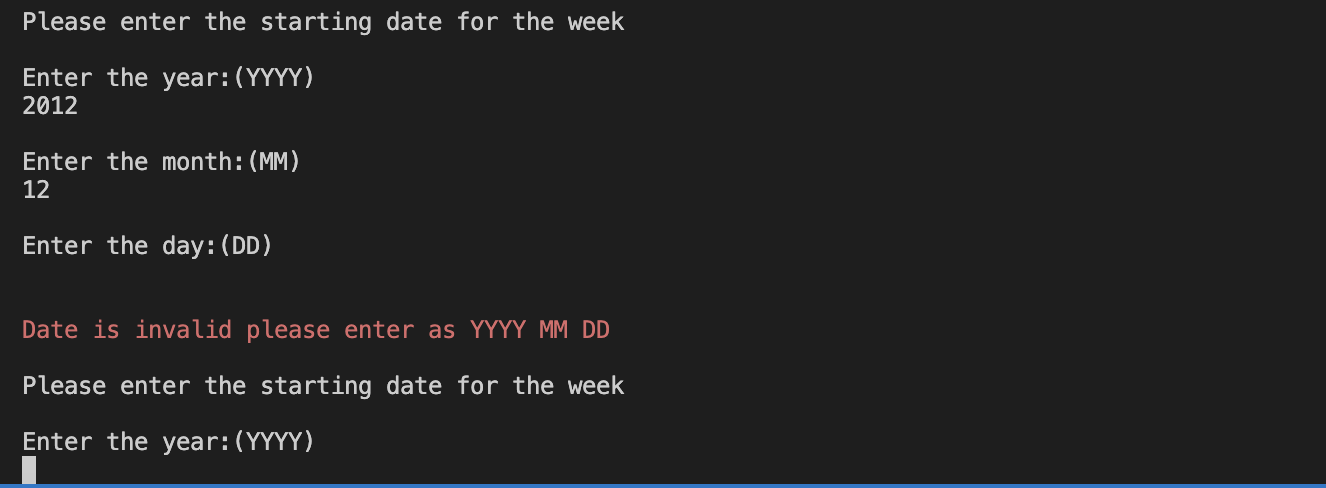 Please enter the starting date for the week
Enter the year:(YYYY)
2012
Enter the month:(MM)
12
Enter the day:(DD)
Date is invalid please enter as YYYY MM DD
Please enter the starting date for the week
Enter the year:(YYYY)